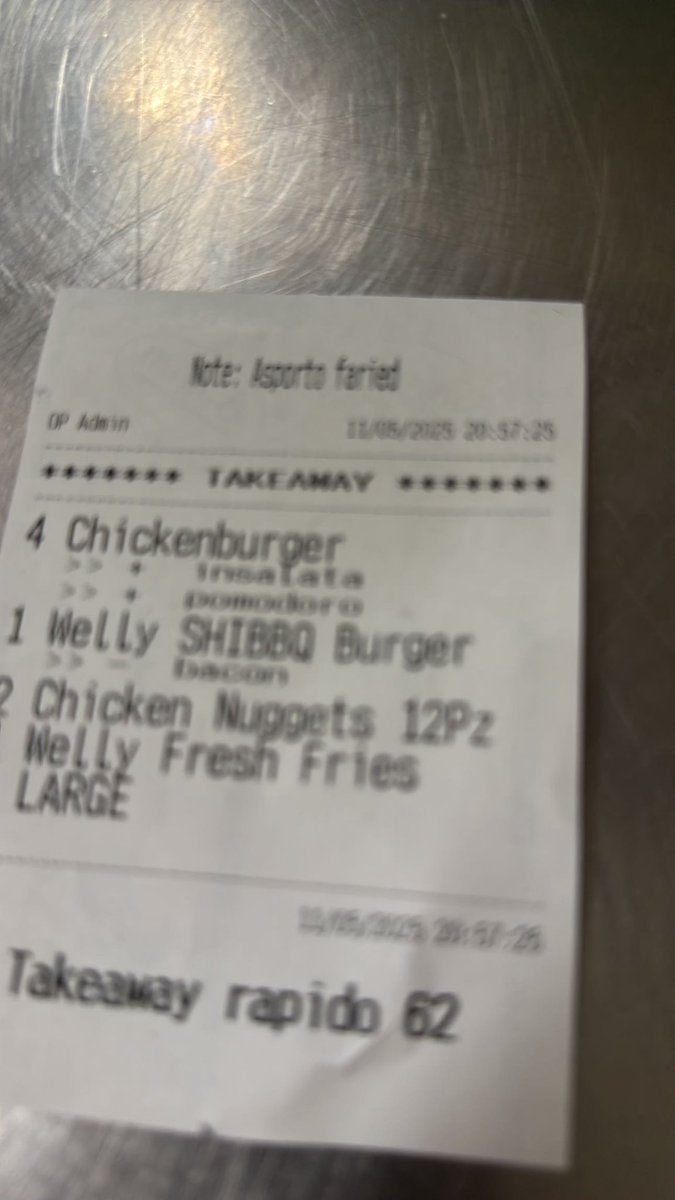 Note: Asporto faried
OP Admin 11/05/2025 20:57:25
******* TAKEAWAY *******
4 Chickenburger
>> + insalata
>> + pomodoro
1 Welly SHIBBQ Burger
>> - bacon
2 Chicken Nuggets 12Pz
Welly Fresh Fries
LARGE
11/05/2025 20:57:25
Takeaway rapido 62